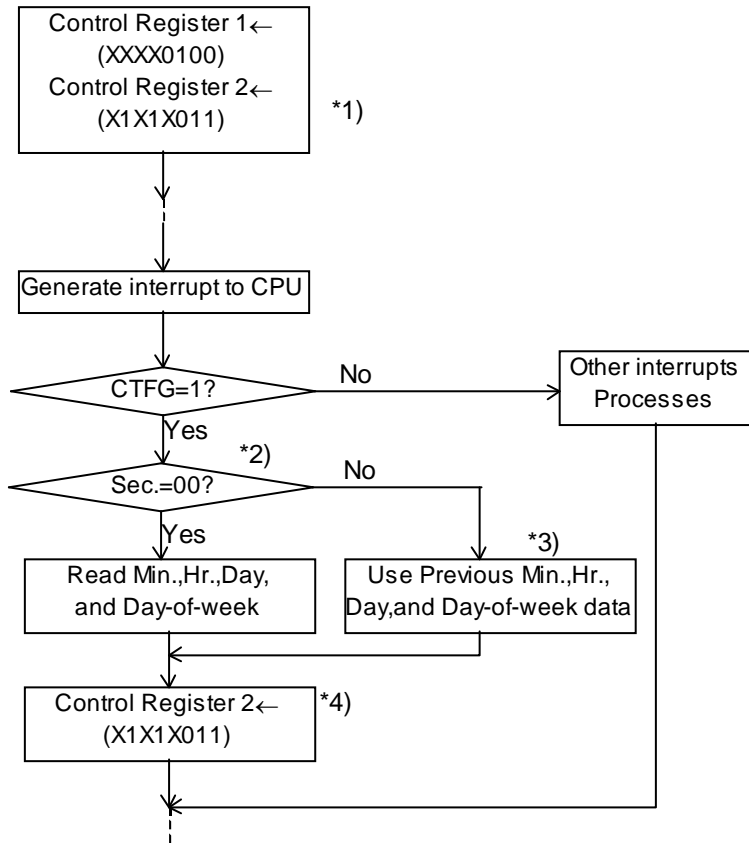 Control Register 1←
(XXXX0100)
Control Register 2←
(X1X1X011)
*1)
Generate interrupt to CPU
CTFG=1?
No
Other interrupts
Processes
Yes
*2)
Sec.=00?
No
Yes
*3)
Read Min.,Hr.,Day,
and Day-of-week
Use Previous Min.,Hr.,
Day,and Day-of-week data
Control Register 2←
(X1X1X011)
*4)